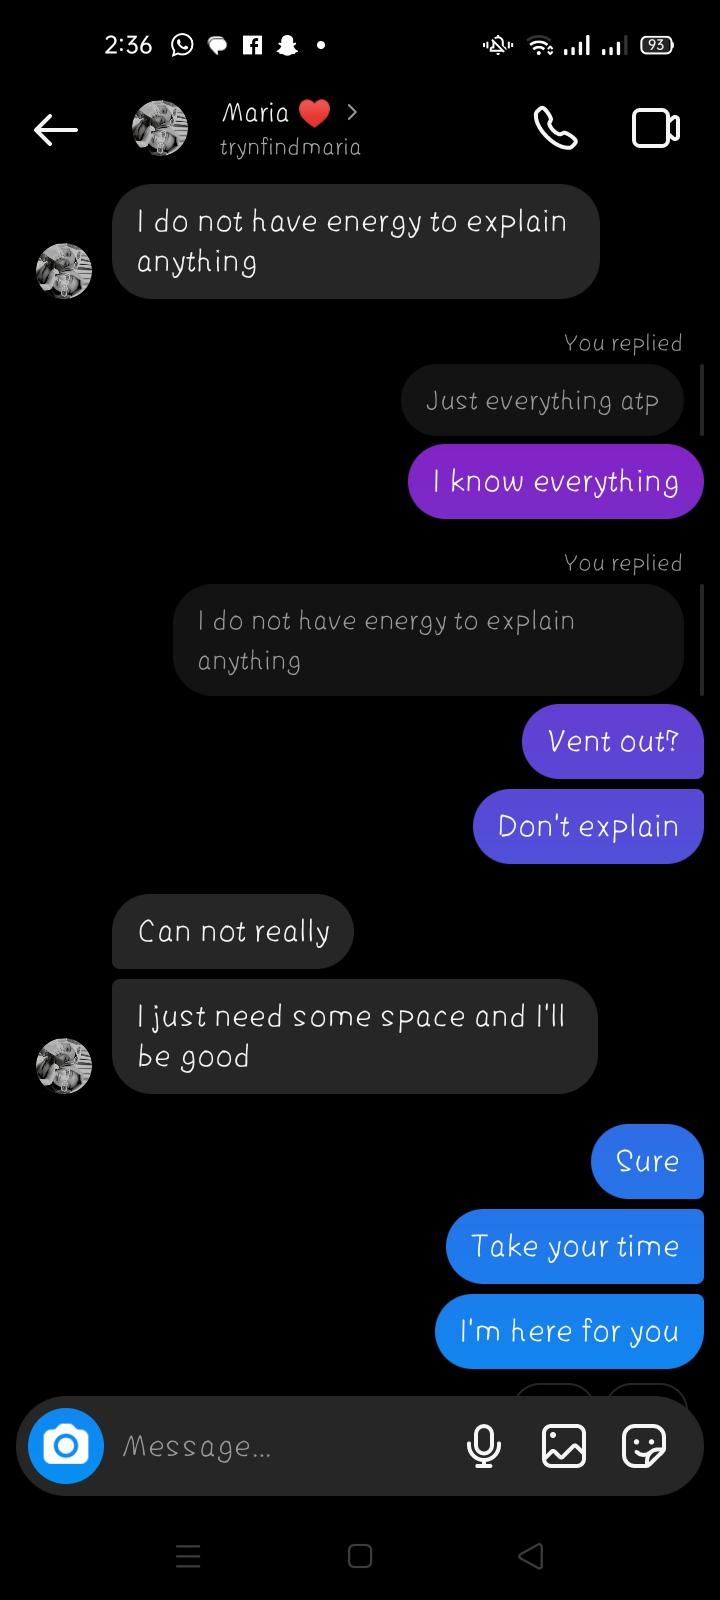 2:36
93
Maria ❤️ >
trynfindmaria
I do not have energy to explain
anything
You replied
Just everything atp
I know everything
You replied
I do not have energy to explain
anything
Vent out?
Don't explain
Can not really
I just need some space and I'll
be good
Sure
Take your time
I'm here for you
Message...